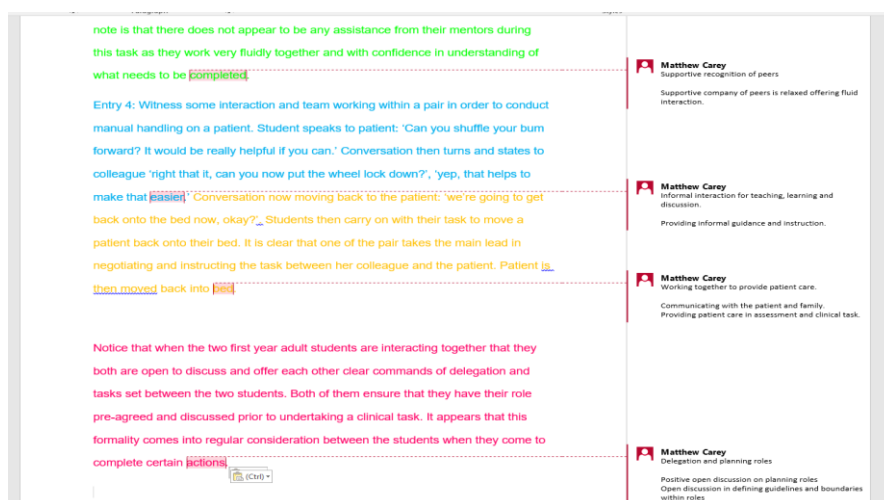 note is that there does not appear to be any assistance from their mentors during
this task as they work very fluidly together and with confidence in understanding of
what needs to be completed.
Entry 4: Witness some interaction and team working within a pair in order to conduct
manual handling on a patient. Student speaks to patient: ‘Can you shuffle your bum
forward? It would be really helpful if you can.’ Conversation then turns and states to
colleague ‘right that it, can you now put the wheel lock down?’, ‘yep, that helps to
make that easier.’ Conversation now moving back to the patient: ‘we’re going to get
back onto the bed now, okay?’. Students then carry on with their task to move a
patient back onto their bed. It is clear that one of the pair takes the main lead in
negotiating and instructing the task between her colleague and the patient. Patient is
then moved back into bed.
Notice that when the two first year adult students are interacting together that they
both are open to discuss and offer each other clear commands of delegation and
tasks set between the two students. Both of them ensure that they have their role
pre-agreed and discussed prior to undertaking a clinical task. It appears that this
formality comes into regular consideration between the students when they come to
complete certain actions.
(Ctrl)
Matthew Carey
Supportive recognition of peers
Supportive company of peers is relaxed offering fluid
interaction.
Matthew Carey
Informal interaction for teaching, learning and
discussion.
Providing informal guidance and instruction.
Matthew Carey
Working together to provide patient care.
Communicating with the patient and family.
Providing patient care in assessment and clinical task.
Matthew Carey
Delegation and planning roles
Positive open discussion on planning roles
Open discussion in defining guidelines and boundaries
within roles